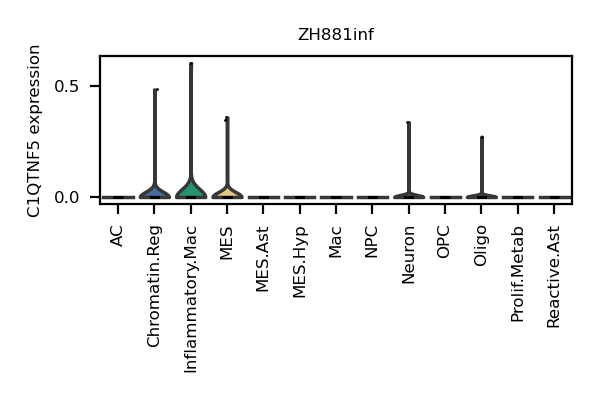 ZH881inf
C1QTNF5 expression
0.5
0.0
AC
Chromatin.Reg
Inflammatory.Mac
MES
MES.Ast
MES.Hyp
Mac
NPC
Neuron
OPC
Oligo
Prolif.Metab
Reactive.Ast